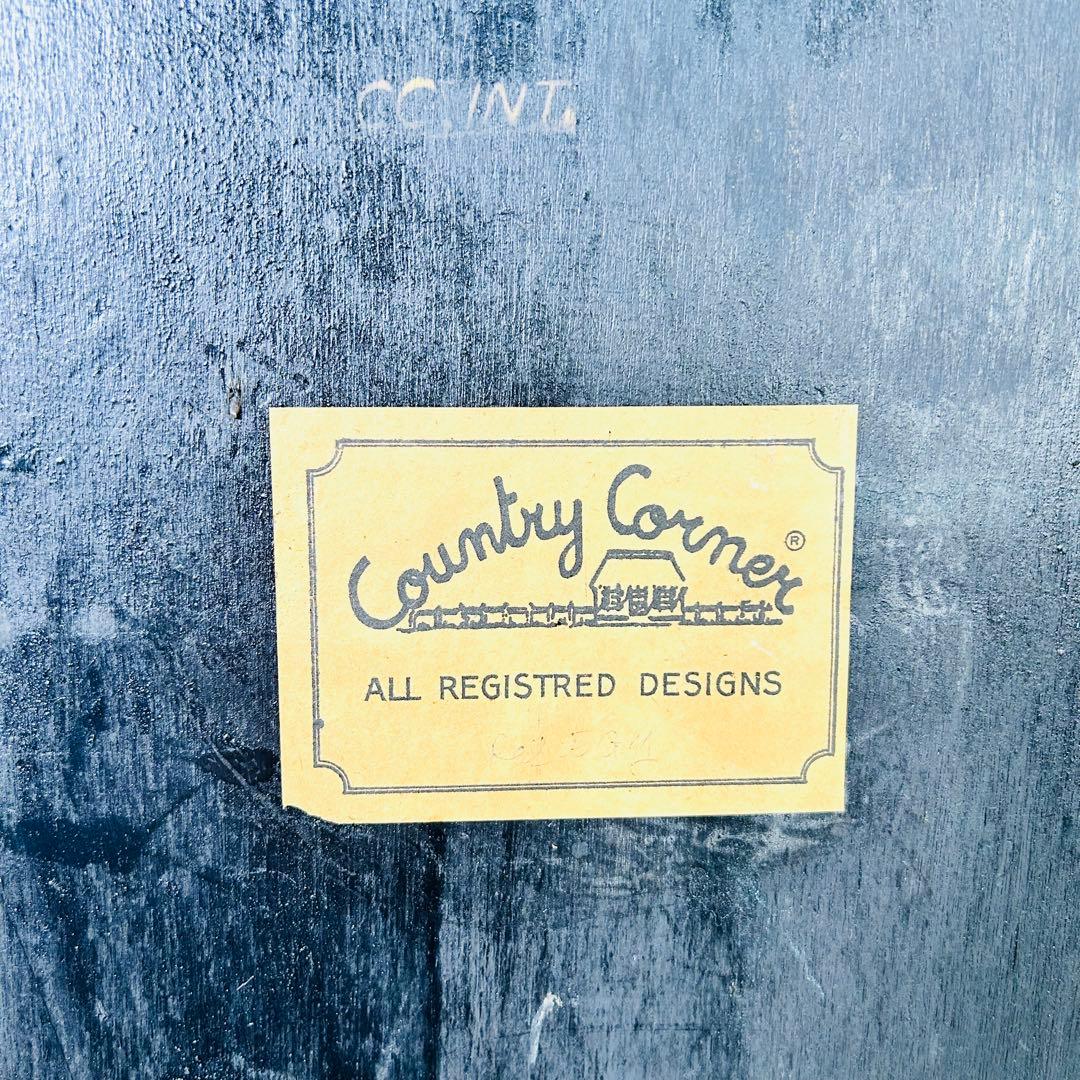 CC.INT.
Country Corner ®
ALL REGISTRED DESIGNS